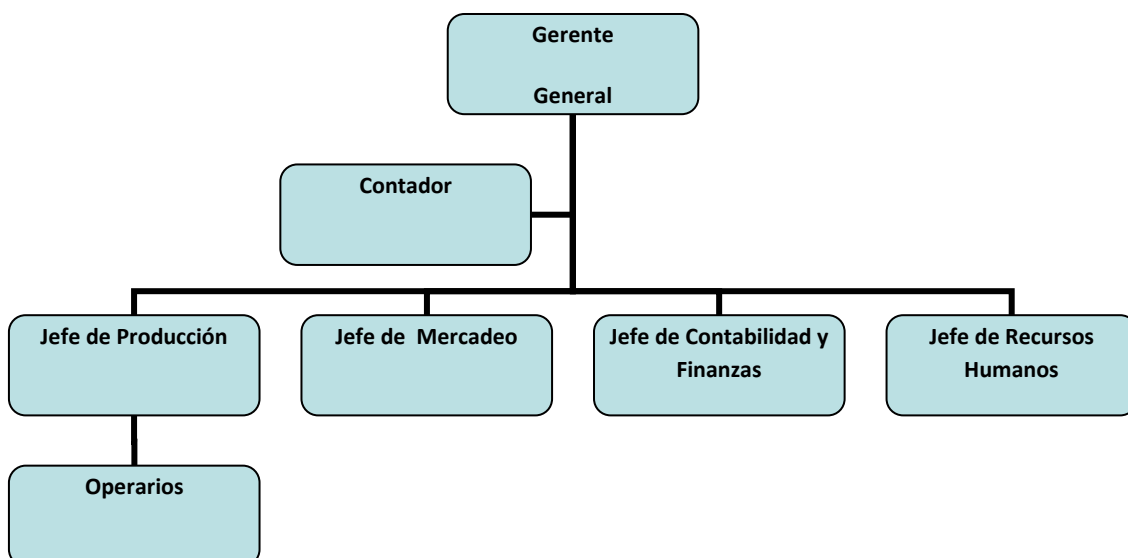 Gerente
General
Contador
Jefe de Producción
Jefe de  Mercadeo
Jefe de Contabilidad y
Finanzas
Jefe de Recursos
Humanos
Operarios